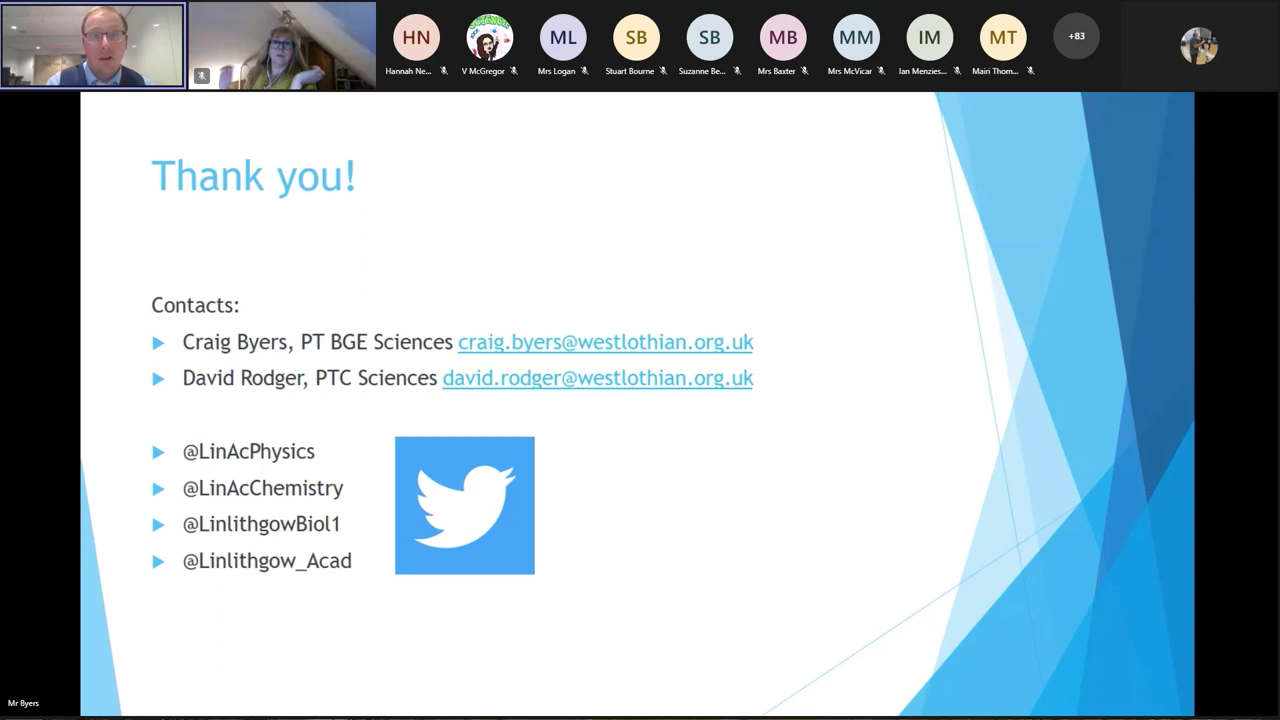 HN
ML
SB
SB
MB
MM
IM
MT
+83
Hannah Ne...
V McGregor
Mrs Logan
Stuart Bourne
Suzanne Be...
Mrs Baxter
Mrs McVicar
Ian Menzies...
Mairi Thom...
Thank you!
Contacts:
Craig Byers, PT BGE Sciences craig.byers@westlothian.org.uk
David Rodger, PTC Sciences david.rodger@westlothian.org.uk
@LinAcPhysics
@LinAcChemistry
@LinlithgowBiol1
@Linlithgow_Acad
Mr Byers